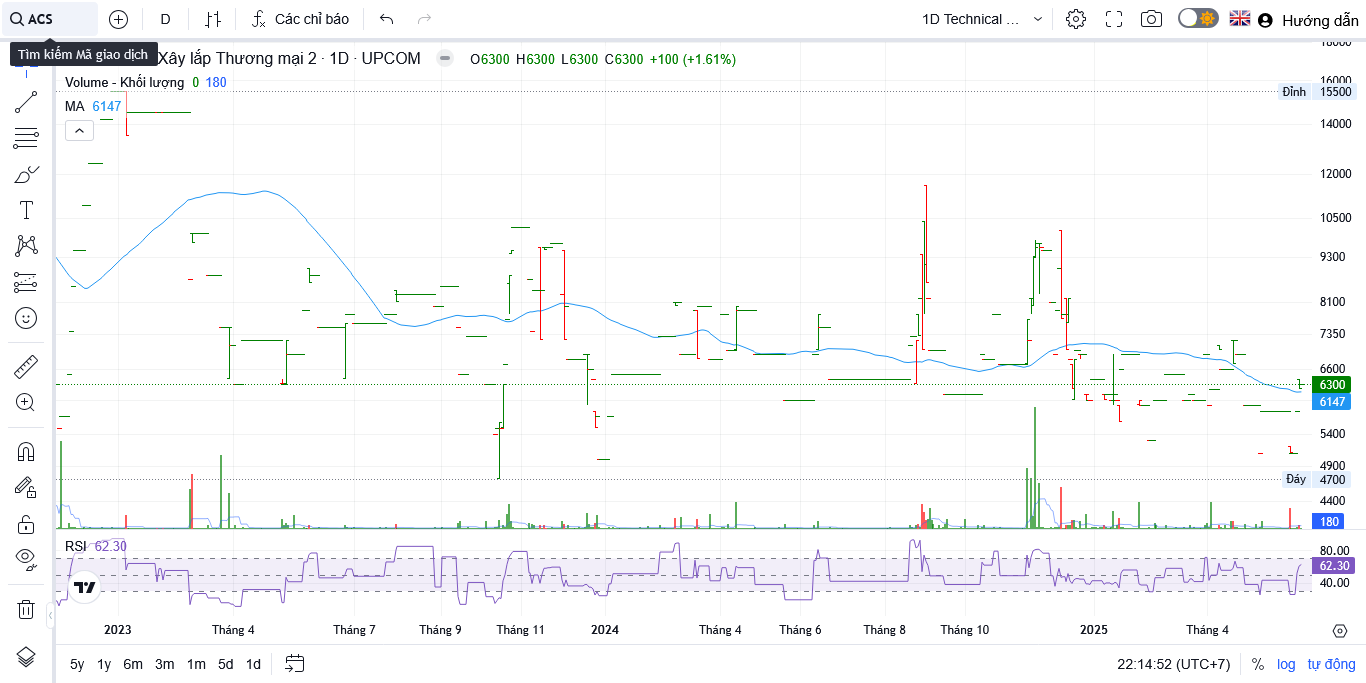 ACS
D
Các chỉ báo
1D Technical ...
Hướng dẫn
Tìm kiếm Mã giao dịch
Xây lắp Thương mại 2 · 1D · UPCOM
O6300 H6300 L6300 C6300 +100 (+1.61%)
Volume - Khối lượng 0 180
MA 6147
18000
16000
Đỉnh 15500
14000
12000
10500
9300
8100
7350
6600
6300
6147
5400
4900
Đáy 4700
4400
180
RSI 62.30
80.00
62.30
40.00
2023 Tháng 4 Tháng 7 Tháng 9 Tháng 11 2024 Tháng 4 Tháng 6 Tháng 8 Tháng 10 2025 Tháng 4
5y 1y 6m 3m 1m 5d 1d
22:14:52 (UTC+7) % log tự động